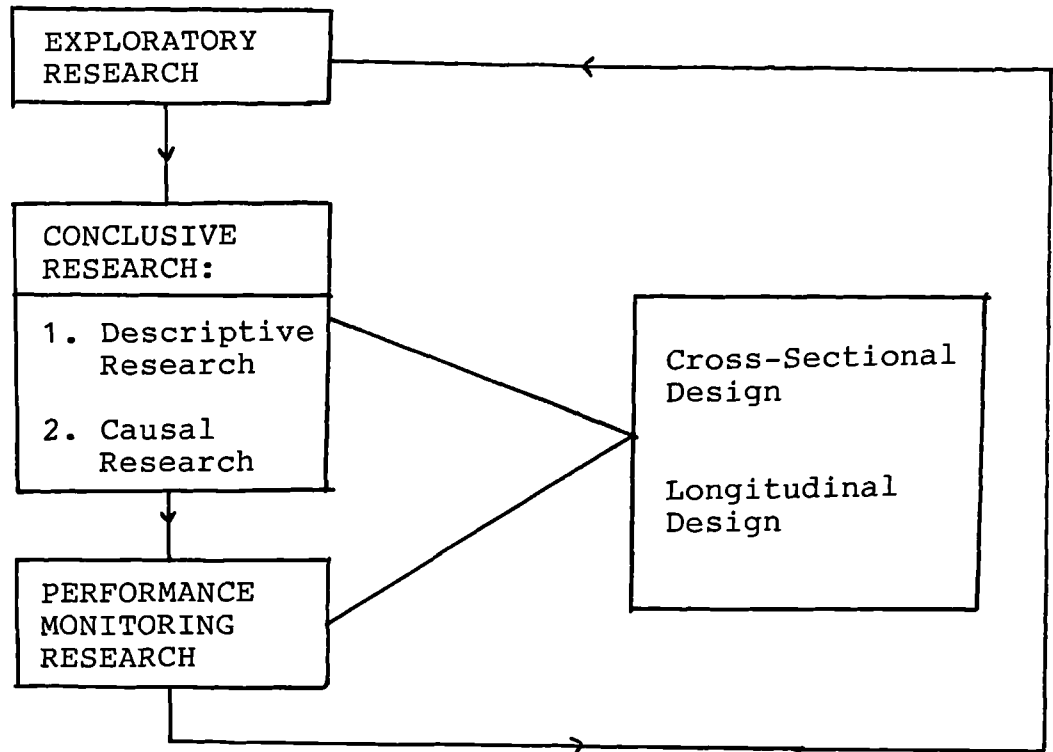 EXPLORATORY
RESEARCH
CONCLUSIVE
RESEARCH:
1. Descriptive
Research
2. Causal
Research
PERFORMANCE
MONITORING
RESEARCH
Cross-Sectional
Design
Longitudinal
Design